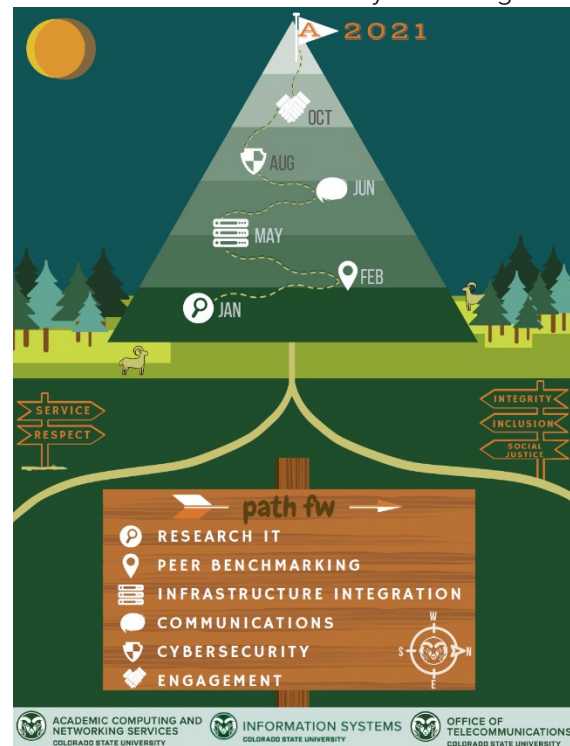 A 2021
OCT
AUG
JUN
MAY
FEB
JAN
SERVICE
RESPECT
INTEGRITY
INCLUSION
SOCIAL
JUSTICE
path fw
RESEARCH IT
PEER BENCHMARKING
INFRASTRUCTURE INTEGRATION
COMMUNICATIONS
CYBERSECURITY
ENGAGEMENT
W
S N
E
ACADEMIC COMPUTING AND
NETWORKING SERVICES
COLORADO STATE UNIVERSITY
INFORMATION SYSTEMS
COLORADO STATE UNIVERSITY
OFFICE OF
TELECOMMUNICATIONS
COLORADO STATE UNIVERSITY